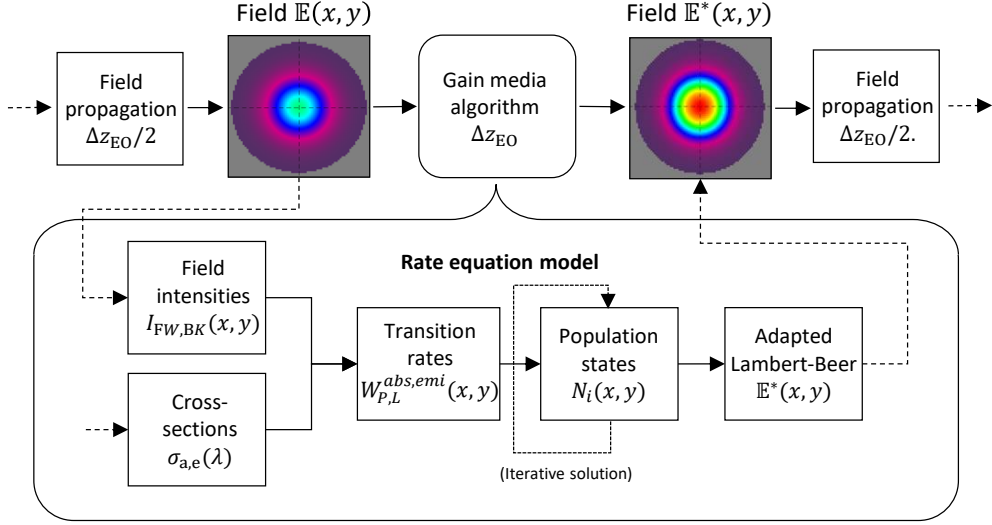 Field 𝔼(x, y)
Field 𝔼*(x, y)
Field
propagation
Δz_EO/2
Gain media
algorithm
Δz_EO
Field
propagation
Δz_EO/2.
Rate equation model
Field
intensities
I_FW,BK(x, y)
Cross-
sections
σ_a,e(λ)
Transition
rates
W_P,L^abs,emi(x, y)
Population
states
N_i(x, y)
(Iterative solution)
Adapted
Lambert-Beer
𝔼*(x, y)